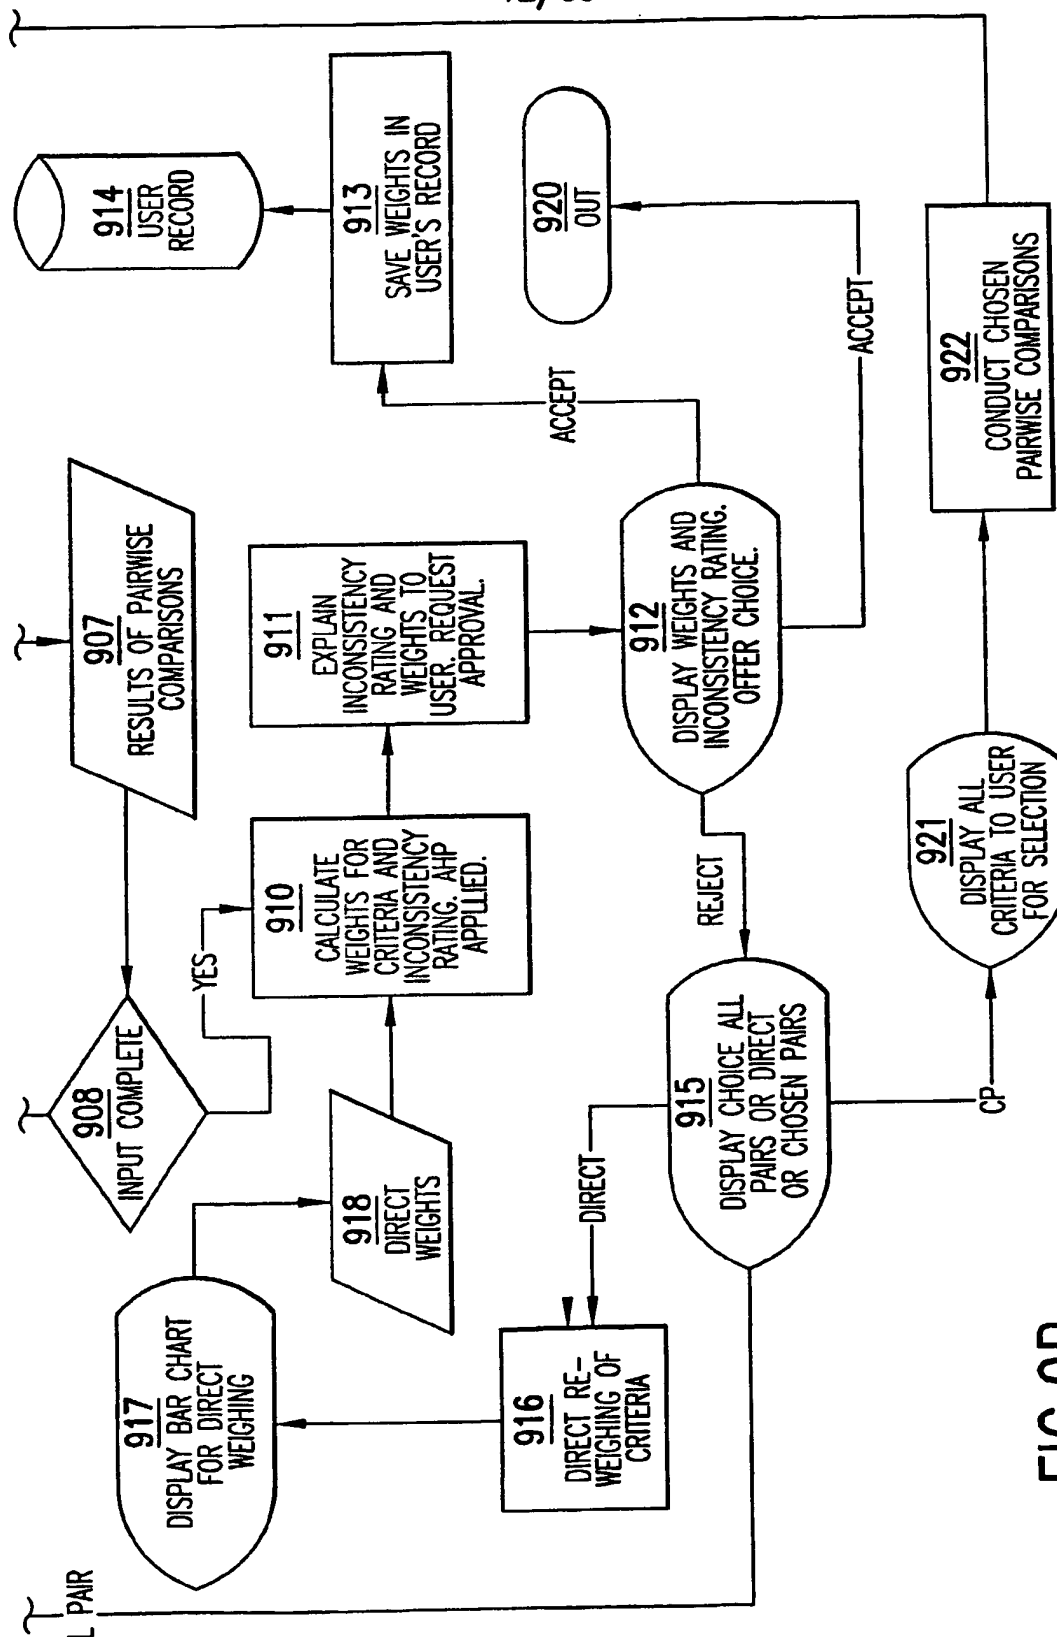 907
RESULTS OF PAIRWISE
COMPARISONS
908
INPUT COMPLETE
YES
910
CALCULATE
WEIGHTS FOR
CRITERIA AND
INCONSISTENCY
RATING. AHP
APPLLIED.
911
EXPLAIN
INCONSISTENCY
RATING AND
WEIGHTS TO
USER. REQUEST
APPROVAL.
912
DISPLAY WEIGHTS AND
INCONSISTENCY RATING.
OFFER CHOICE.
ACCEPT
913
SAVE WEIGHTS IN
USER'S RECORD
914
USER
RECORD
ACCEPT
920
OUT
REJECT
915
DISPLAY CHOICE ALL
PAIRS OR DIRECT
OR CHOSEN PAIRS
DIRECT
916
DIRECT RE-
WEIGHING OF
CRITERIA
917
DISPLAY BAR CHART
FOR DIRECT
WEIGHING
918
DIRECT
WEIGHTS
CP
921
DISPLAY ALL
CRITERIA TO USER
FOR SELECTION
922
CONDUCT CHOSEN
PAIRWISE COMPARISONS
PAIR